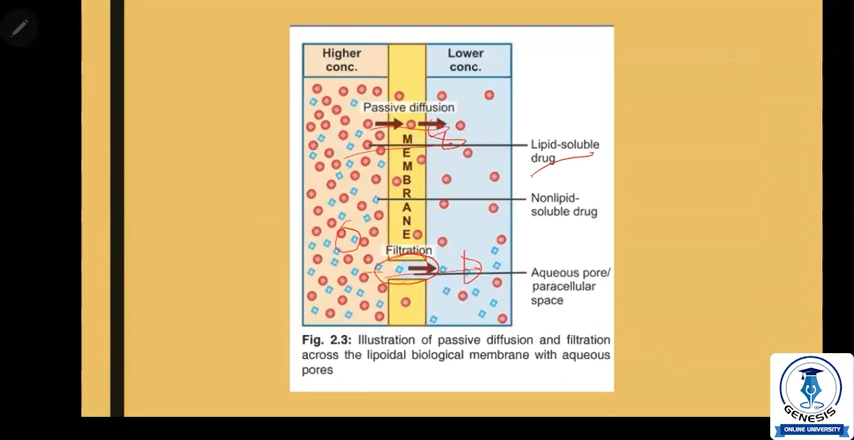 Higher
conc.
Lower
conc.
Passive diffusion
MEMBRANE
Lipid-soluble
drug
Nonlipid-
soluble drug
Filtration
Aqueous pore/
paracellular
space
Fig. 2.3: Illustration of passive diffusion and filtration
across the lipoidal biological membrane with aqueous
pores
GENESIS
ONLINE UNIVERSITY